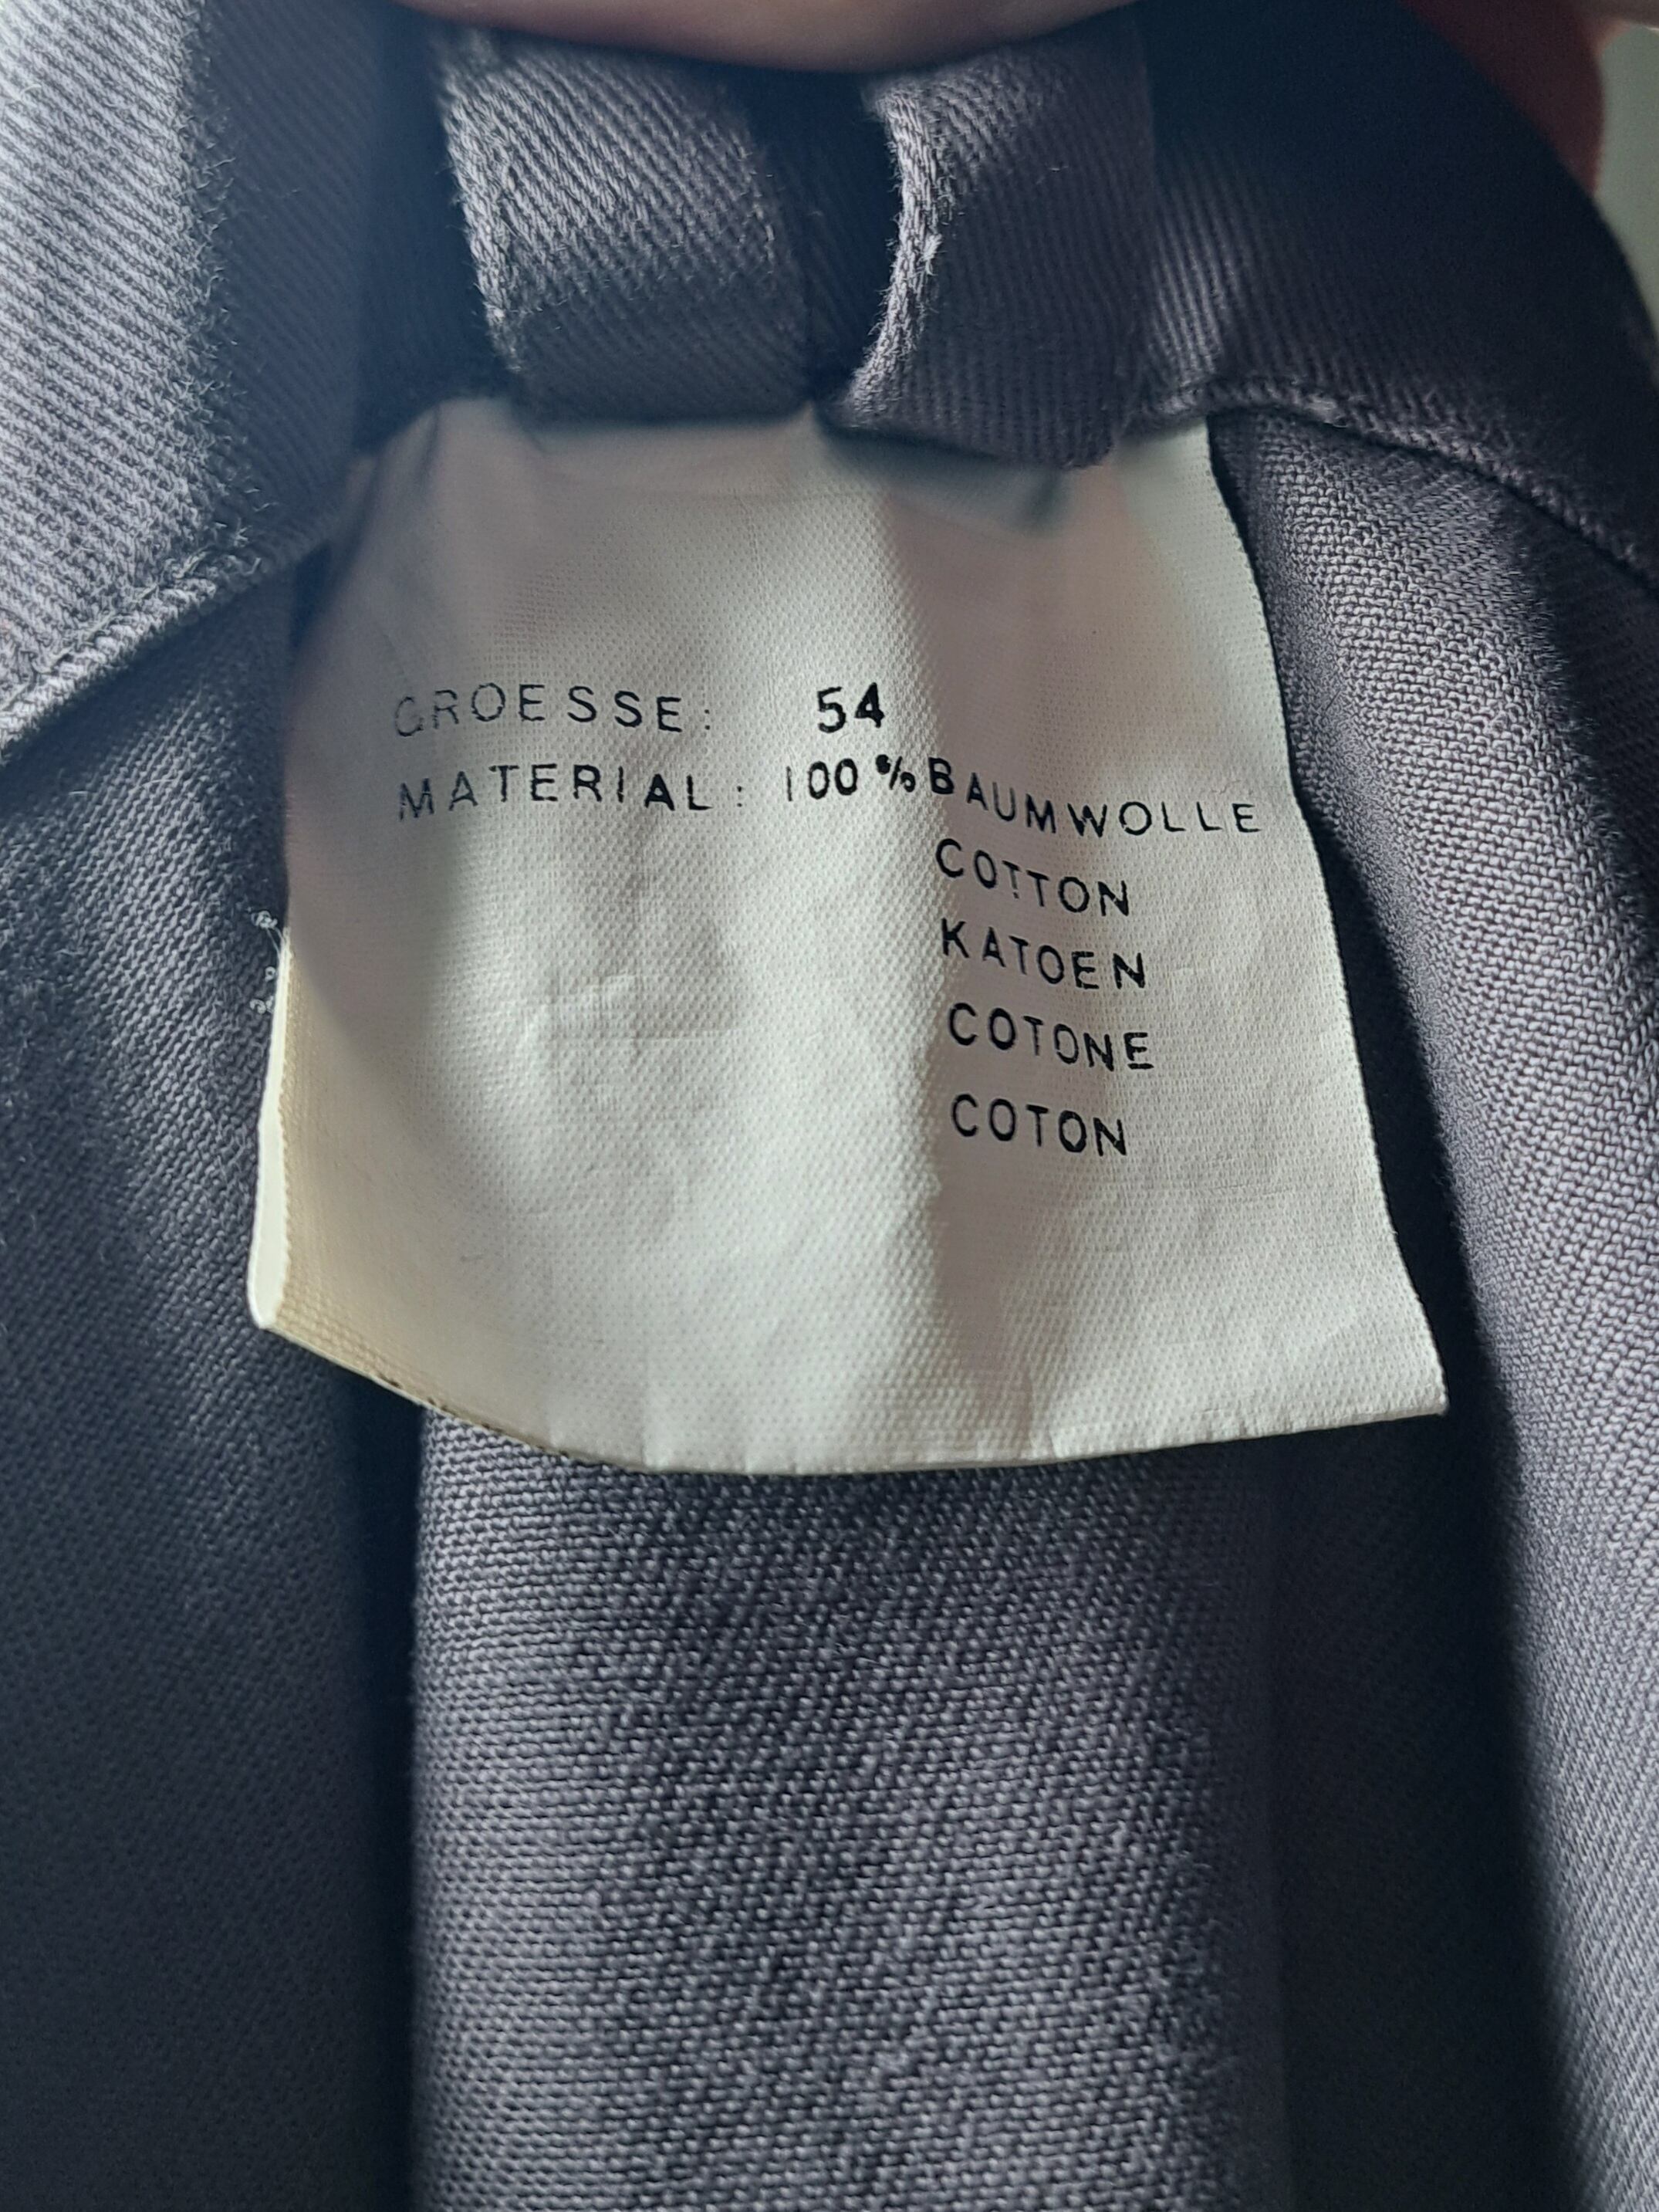 GROESSE: 54
MATERIAL: 100% BAUMWOLLE
COTTON
KATOEN
COTONE
COTON